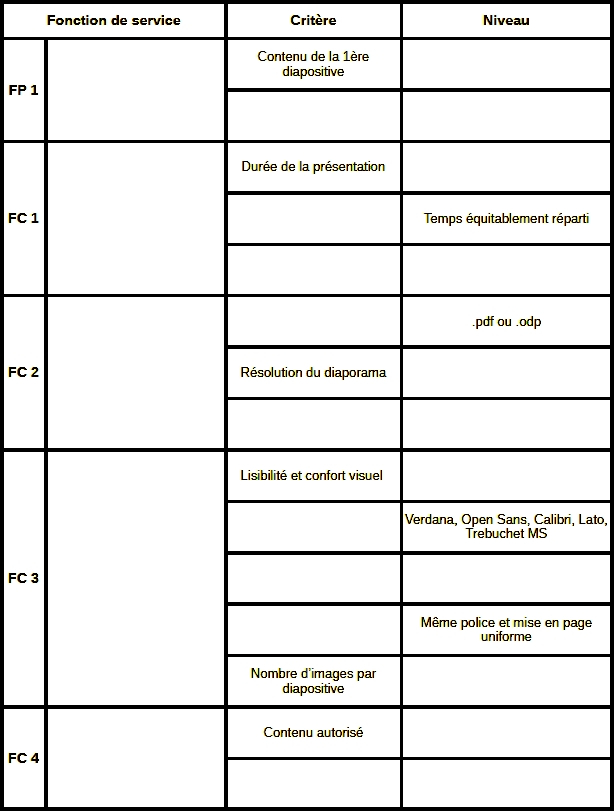 Fonction de service Critère Niveau
FP 1
Contenu de la 1ère
diapositive
FC 1
Durée de la présentation
Temps équitablement réparti
FC 2
.pdf ou .odp
Résolution du diaporama
FC 3
Lisibilité et confort visuel
Verdana, Open Sans, Calibri, Lato,
Trebuchet MS
Même police et mise en page
uniforme
Nombre d'images par
diapositive
FC 4
Contenu autorisé